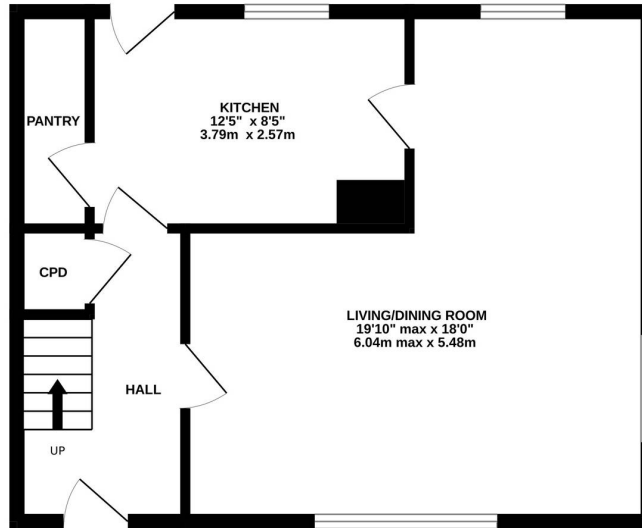 KITCHEN
12'5" x 8'5"
3.79m x 2.57m
PANTRY
CPD
LIVING/DINING ROOM
19'10" max x 18'0"
6.04m max x 5.48m
HALL
UP